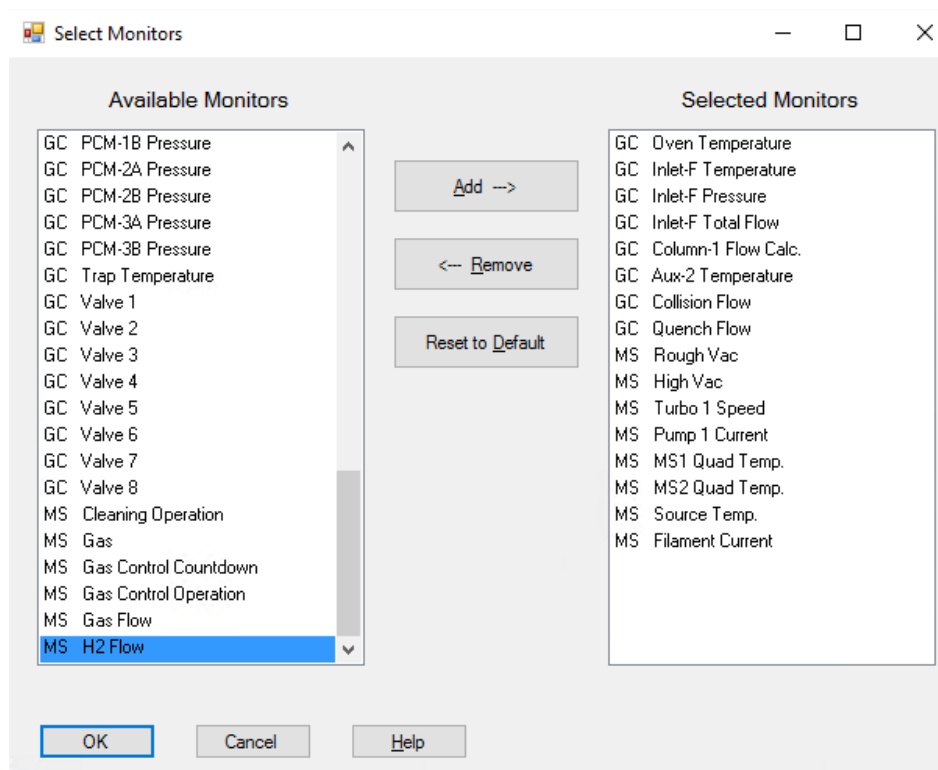 Select Monitors
Available Monitors
GC PCM-1B Pressure
GC PCM-2A Pressure
GC PCM-2B Pressure
GC PCM-3A Pressure
GC PCM-3B Pressure
GC Trap Temperature
GC Valve 1
GC Valve 2
GC Valve 3
GC Valve 4
GC Valve 5
GC Valve 6
GC Valve 7
GC Valve 8
MS Cleaning Operation
MS Gas
MS Gas Control Countdown
MS Gas Control Operation
MS Gas Flow
MS H2 Flow
Add --->
<--- Remove
Reset to Default
Selected Monitors
GC Oven Temperature
GC Inlet-F Temperature
GC Inlet-F Pressure
GC Inlet-F Total Flow
GC Column-1 Flow Calc.
GC Aux-2 Temperature
GC Collision Flow
GC Quench Flow
MS Rough Vac
MS High Vac
MS Turbo 1 Speed
MS Pump 1 Current
MS MS1 Quad Temp.
MS MS2 Quad Temp.
MS Source Temp.
MS Filament Current
OK
Cancel
Help